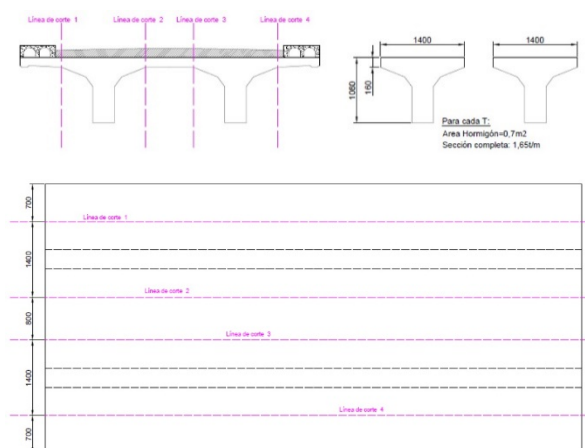 Línea de corte 1
Línea de corte 2
Línea de corte 3
Línea de corte 4
1400
1400
1060
160
Para cada T:
Area Hormigón=0,7m2
Sección completa: 1,65t/m
700
Línea de corte 1
1400
Línea de corte 2
800
Línea de corte 3
1400
Línea de corte 4
700